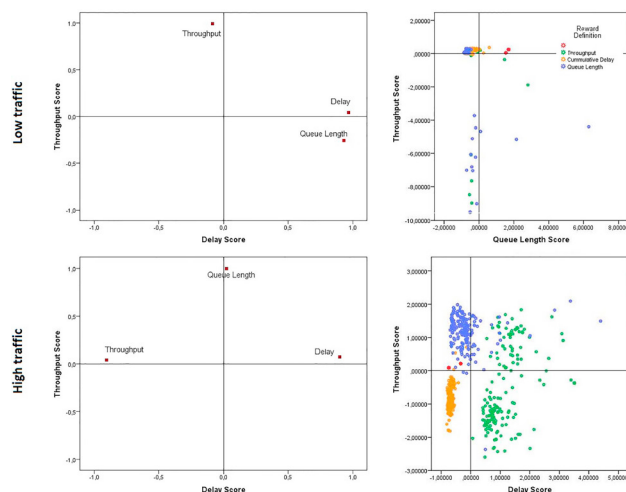 Low traffic
Throughput Score
1,0
0,5
0,0
-0,5
-1,0
Throughput
Delay
Queue Length
-1,0 -0,5 0,0 0,5 1,0
Delay Score
Throughput Score
2,00000
,00000
-2,00000
-4,00000
-6,00000
-8,00000
-10,00000
Reward
Definition
Throughput
Cummurative Delay
Queue Length
-2,00000 ,00000 2,00000 4,00000 6,00000 8,00000
Queue Length Score
High traffic
Throughput Score
1,0
0,5
0,0
-0,5
-1,0
Queue Length
Throughput
Delay
-1,0 -0,5 0,0 0,5 1,0
Delay Score
Throughput Score
3,00000
2,00000
1,00000
,00000
-1,00000
-2,00000
-3,00000
-1,00000 ,00000 1,00000 2,00000 3,00000 4,00000 5,00000
Delay Score